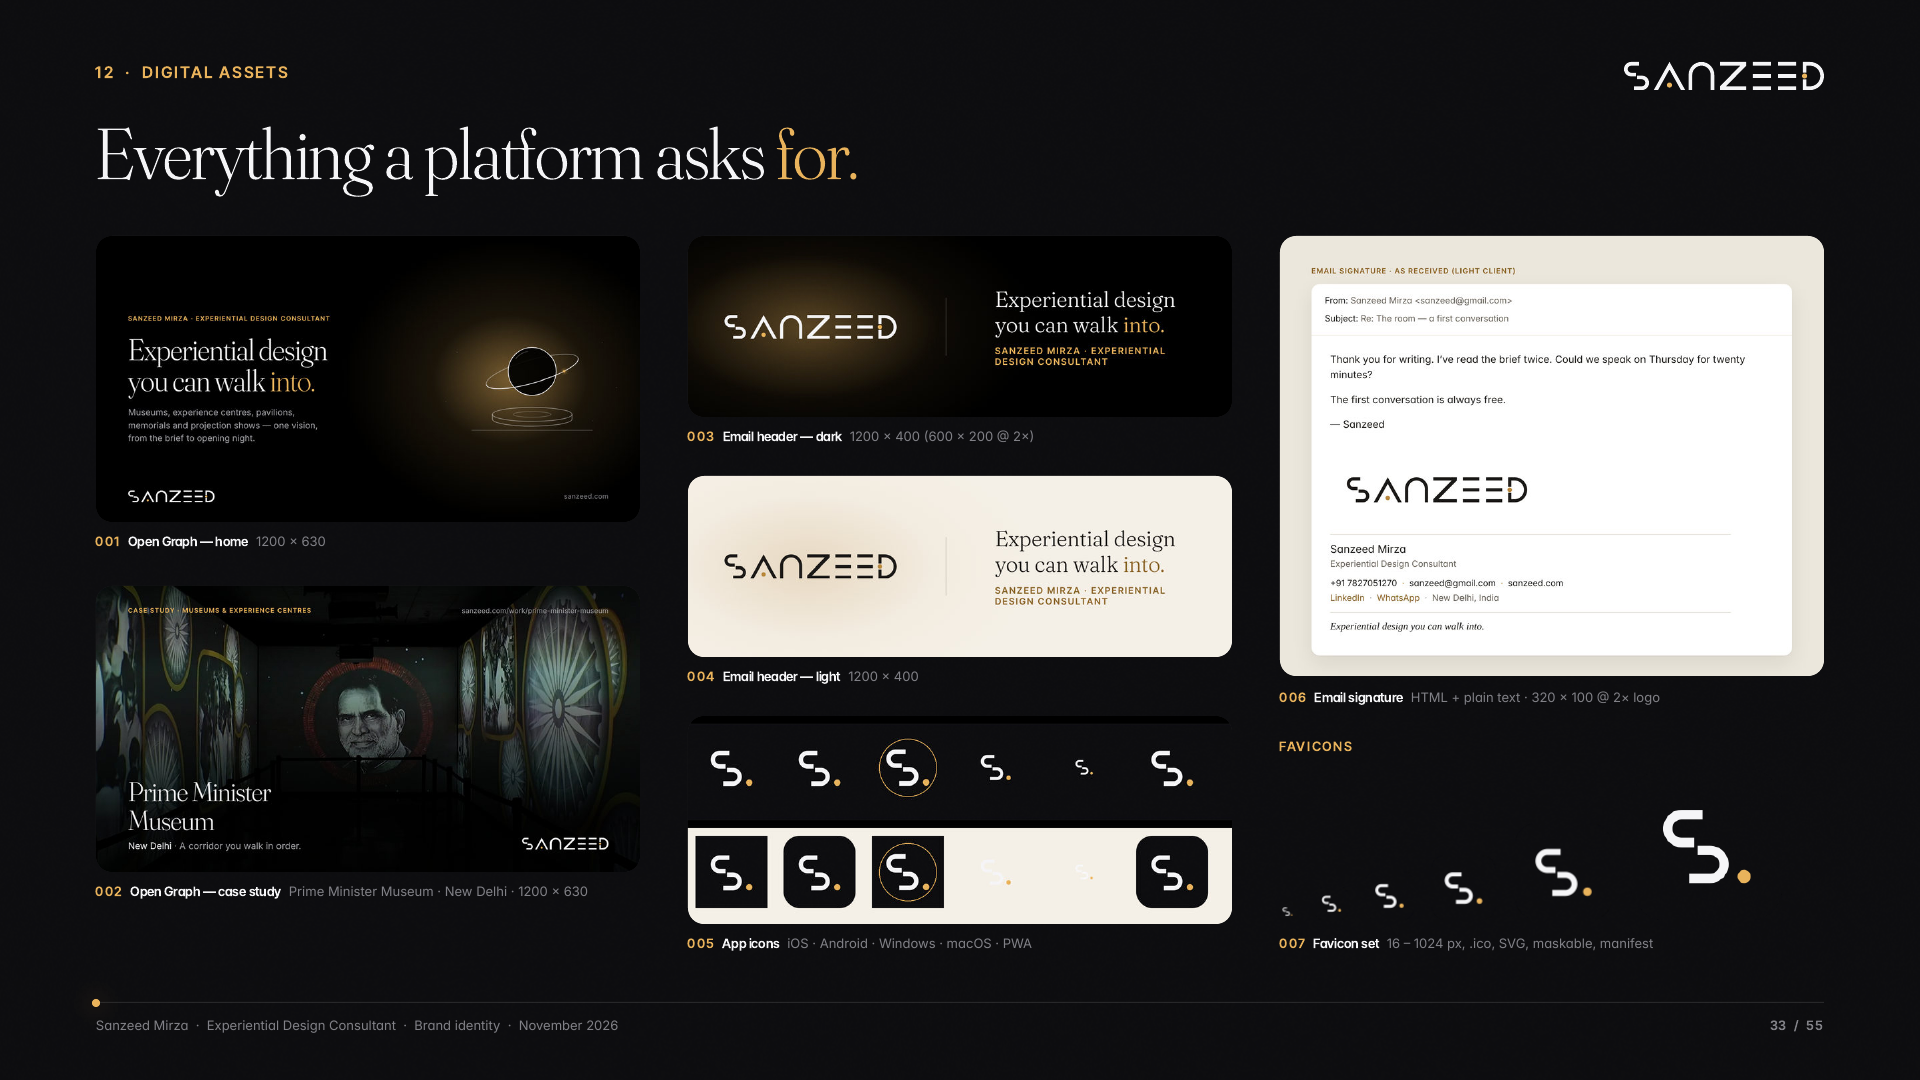 12 · DIGITAL ASSETS
SANZEED
Everything a platform asks for.
SANZEED MIRZA · EXPERIENTIAL DESIGN CONSULTANT
Experiential design
you can walk into.
Museums, experience centres, pavilions,
memorials and projection shows — one vision,
from the brief to opening night.
SANZEED
sanzeed.com
001 Open Graph — home 1200 × 630
CASE STUDY · MUSEUMS & EXPERIENCE CENTRES
sanzeed.com/work/prime-minister-museum
Prime Minister
Museum
New Delhi · A corridor you walk in order.
SANZEED
002 Open Graph — case study Prime Minister Museum · New Delhi · 1200 × 630
SANZEED
Experiential design
you can walk into.
SANZEED MIRZA · EXPERIENTIAL
DESIGN CONSULTANT
003 Email header — dark 1200 × 400 (600 × 200 @ 2×)
SANZEED
Experiential design
you can walk into.
SANZEED MIRZA · EXPERIENTIAL
DESIGN CONSULTANT
004 Email header — light 1200 × 400
S. S. S. S. S. S.
S. S. S. S. S. S.
005 App icons iOS · Android · Windows · macOS · PWA
EMAIL SIGNATURE · AS RECEIVED (LIGHT CLIENT)
From: Sanzeed Mirza <sanzeed@gmail.com>
Subject: Re: The room — a first conversation
Thank you for writing. I've read the brief twice. Could we speak on Thursday for twenty
minutes?
The first conversation is always free.
— Sanzeed
SANZEED
Sanzeed Mirza
Experiential Design Consultant
+91 7827051270 · sanzeed@gmail.com · sanzeed.com
LinkedIn · WhatsApp · New Delhi, India
Experiential design you can walk into.
006 Email signature HTML + plain text · 320 × 100 @ 2× logo
FAVICONS
S. S. S. S. S. S.
007 Favicon set 16 – 1024 px, .ico, SVG, maskable, manifest
Sanzeed Mirza · Experiential Design Consultant · Brand identity · November 2026
33 / 55